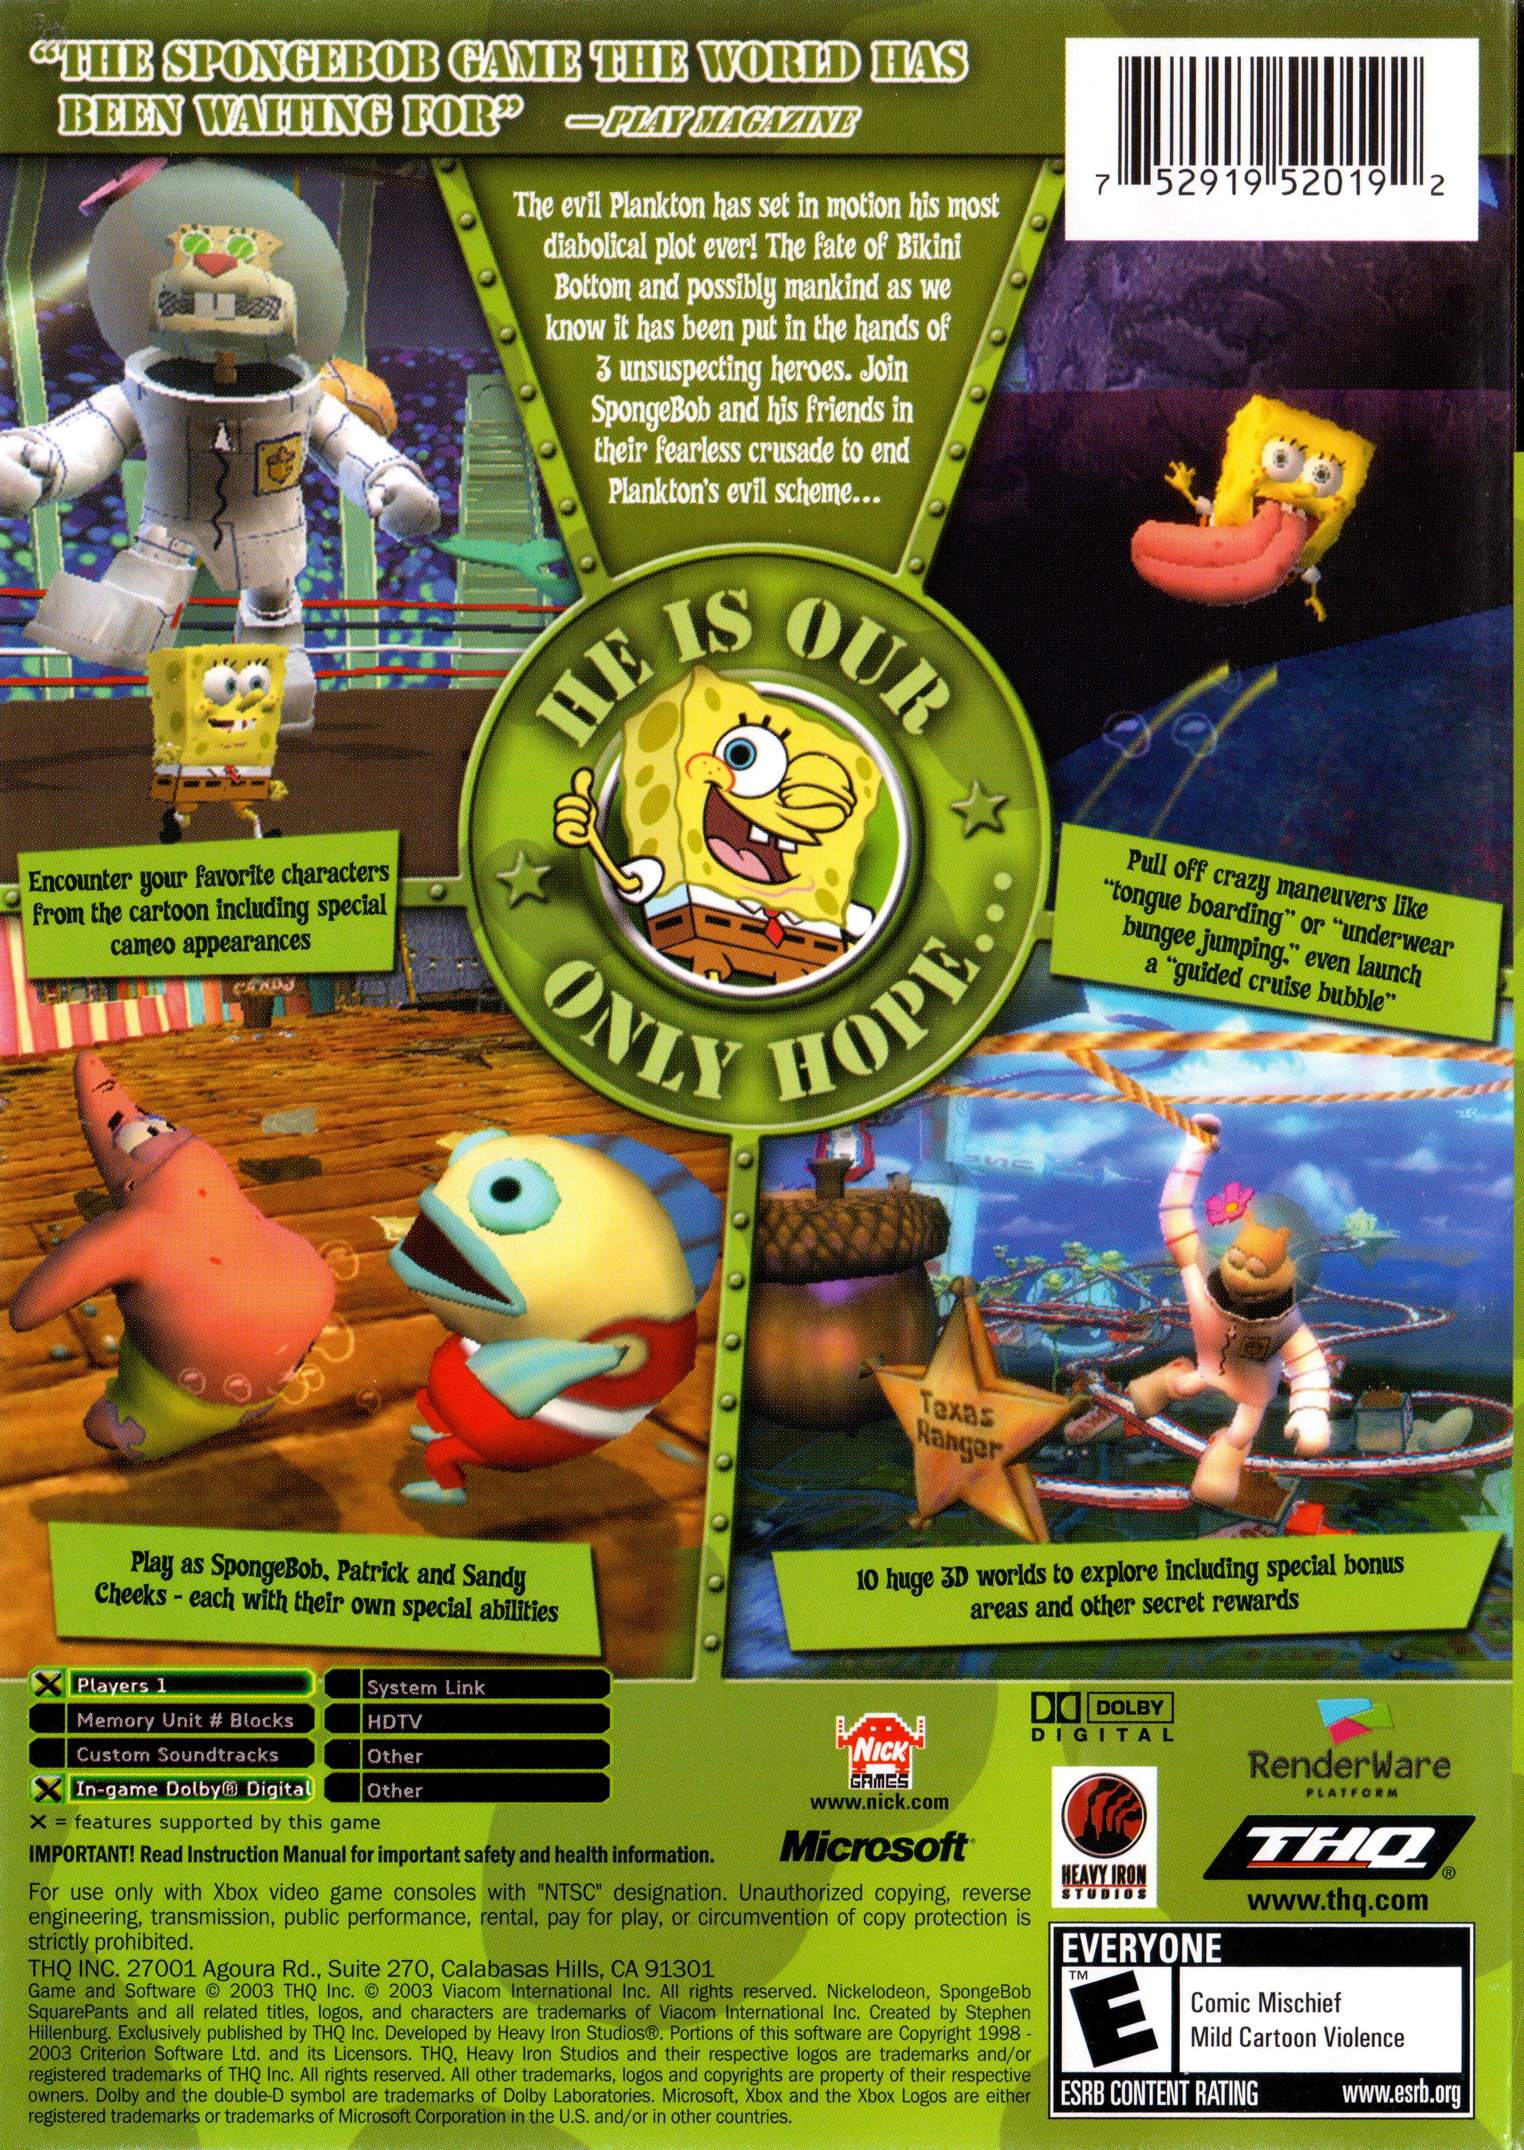 “THE SPONGEBOB GAME THE WORLD HAS
BEEN WAITING FOR” —PLAY MAGAZINE
7 52919 52019 2
The evil Plankton has set in motion his most
diabolical plot ever! The fate of Bikini
Bottom and possibly mankind as we
know it has been put in the hands of
3 unsuspecting heroes. Join
SpongeBob and his friends in
their fearless crusade to end
Plankton's evil scheme...
HE IS OUR
ONLY HOPE...
Encounter your favorite characters
from the cartoon including special
cameo appearances
Pull off crazy maneuvers like
“tongue boarding” or “underwear
bungee jumping,” even launch
a “guided cruise bubble”
CANDY
Texas
Ranger
Play as SpongeBob, Patrick and Sandy
Cheeks - each with their own special abilities
10 huge 3D worlds to explore including special bonus
areas and other secret rewards
X Players 1
Memory Unit # Blocks
Custom Soundtracks
X In-game Dolby® Digital
System Link
HDTV
Other
Other
X = features supported by this game
NICK
GAMES
www.nick.com
Microsoft®
DOLBY
DIGITAL
HEAVY IRON
STUDIOS
RenderWare
PLATFORM
THQ®
www.thq.com
IMPORTANT! Read Instruction Manual for important safety and health information.
For use only with Xbox video game consoles with "NTSC" designation. Unauthorized copying, reverse
engineering, transmission, public performance, rental, pay for play, or circumvention of copy protection is
strictly prohibited.
THQ INC. 27001 Agoura Rd., Suite 270, Calabasas Hills, CA 91301
Game and Software © 2003 THQ Inc. © 2003 Viacom International Inc. All rights reserved. Nickelodeon, SpongeBob
SquarePants and all related titles, logos, and characters are trademarks of Viacom International Inc. Created by Stephen
Hillenburg. Exclusively published by THQ Inc. Developed by Heavy Iron Studios®. Portions of this software are Copyright 1998 -
2003 Criterion Software Ltd. and its Licensors. THQ, Heavy Iron Studios and their respective logos are trademarks and/or
registered trademarks of THQ Inc. All rights reserved. All other trademarks, logos and copyrights are property of their respective
owners. Dolby and the double-D symbol are trademarks of Dolby Laboratories. Microsoft, Xbox and the Xbox Logos are either
registered trademarks or trademarks of Microsoft Corporation in the U.S. and/or in other countries.
EVERYONE
TM
E
Comic Mischief
Mild Cartoon Violence
ESRB CONTENT RATING www.esrb.org